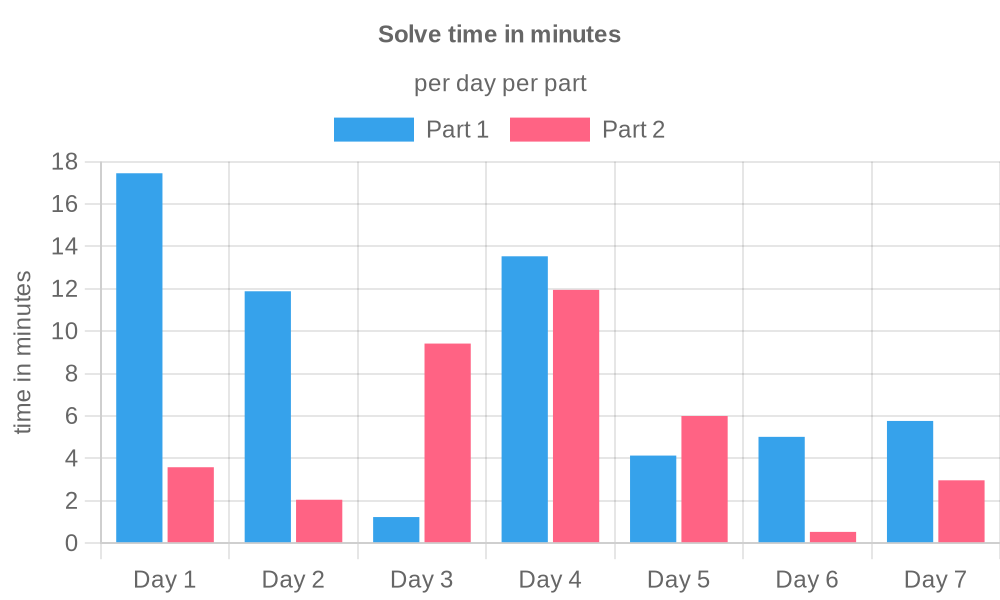 Solve time in minutes
per day per part
Part 1 Part 2
18
16
14
12
10
8
6
4
2
0
time in minutes
Day 1 Day 2 Day 3 Day 4 Day 5 Day 6 Day 7